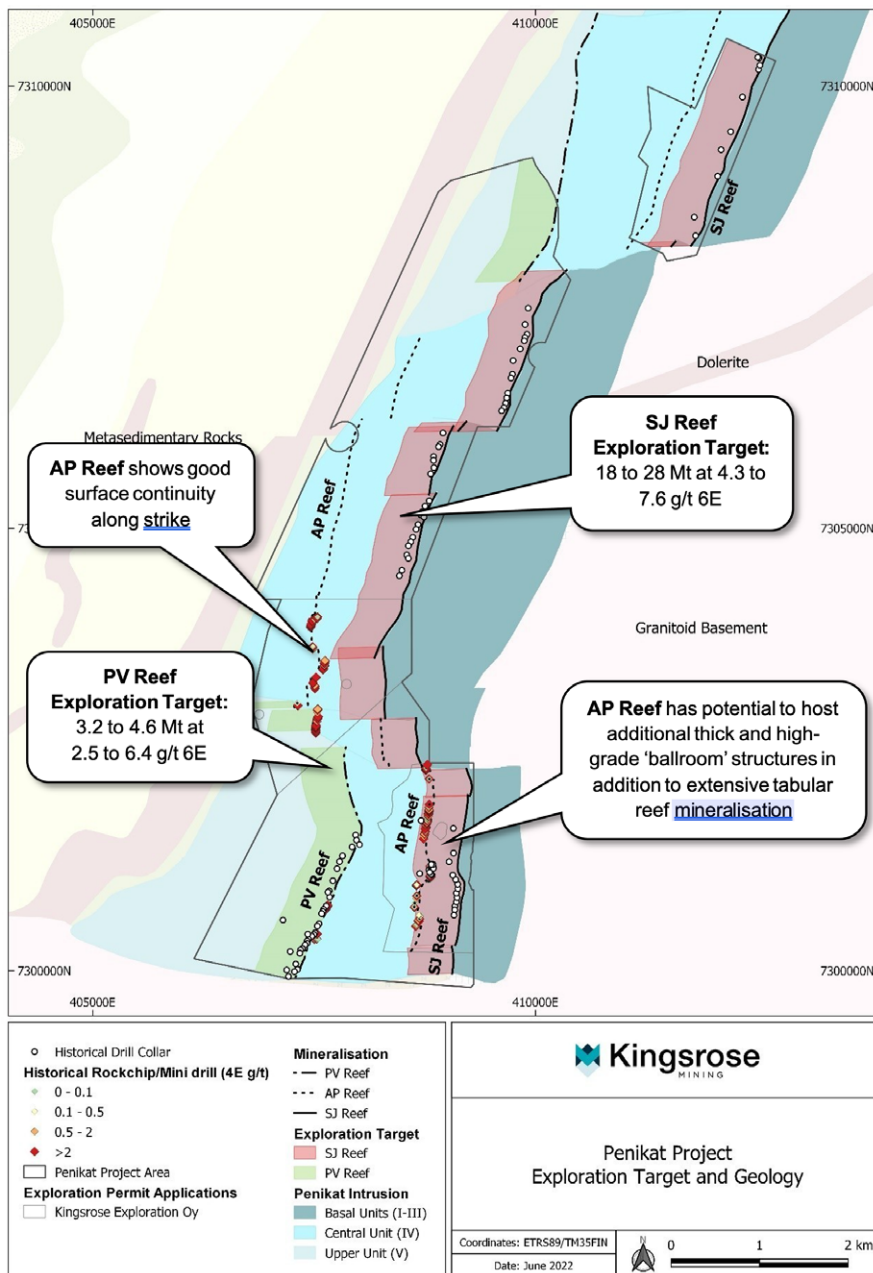 405000E
410000E
7310000N
7310000N
SJ Reef
Dolerite
Metasedimentary Rocks
SJ Reef
Exploration Target:
18 to 28 Mt at 4.3 to
7.6 g/t 6E
AP Reef shows good
surface continuity
along strike
AP Reef
7305000N
Granitoid Basement
PV Reef
Exploration Target:
3.2 to 4.6 Mt at
2.5 to 6.4 g/t 6E
AP Reef has potential to host
additional thick and high-
grade ‘ballroom’ structures in
addition to extensive tabular
reef mineralisation
AP Reef
PV Reef
SJ Reef
7300000N
7300000N
405000E
410000E
Historical Drill Collar
Historical Rockchip/Mini drill (4E g/t)
0 - 0.1
0.1 - 0.5
0.5 - 2
>2
Penikat Project Area
Exploration Permit Applications
Kingsrose Exploration Oy
Mineralisation
PV Reef
AP Reef
SJ Reef
Exploration Target
SJ Reef
PV Reef
Penikat Intrusion
Basal Units (I-III)
Central Unit (IV)
Upper Unit (V)
Kingsrose
MINING
Penikat Project
Exploration Target and Geology
Coordinates: ETRS89/TM35FIN
Date: June 2022
N
0 1 2 km